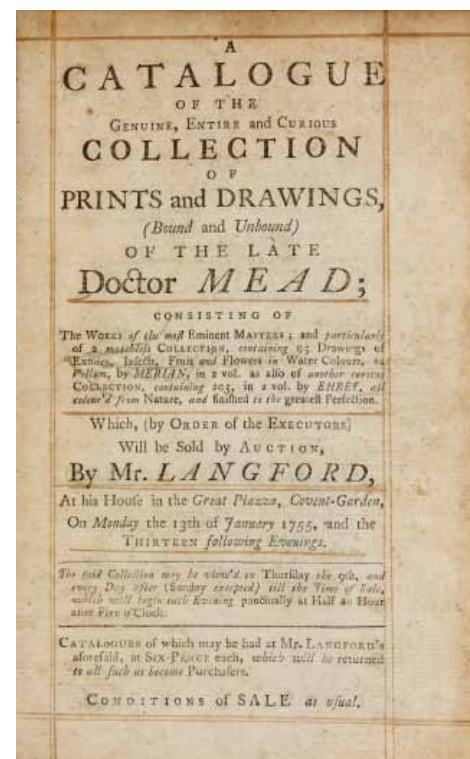 A
CATALOGUE
OF THE
GENUINE, ENTIRE and CURIOUS
COLLECTION
OF
PRINTS and DRAWINGS,
(Bound and Unbound)
OF THE LATE
Doctor MEAD;
CONSISTING OF
The WORKS of the most Eminent MASTERS; and particularly
of a matchless COLLECTION, containing 95 Drawings of
Exotics, Insects, Fruit and Flowers in Water Colours, on
Vellum, by MERIAN, in 2 vol. as also of another curious
COLLECTION, containing 205, in 2 vol. by EHRET, all
colour'd from Nature, and finished to the greatest Perfection.
Which, (by ORDER of the EXECUTORS)
Will be Sold by AUCTION,
By Mr. LANGFORD,
At his House in the Great Piazza, Covent-Garden,
On Monday the 13th of January 1755, and the
THIRTEEN following Evenings.
The said Collection may be view'd on Thursday the 9th, and
every Day after (Sunday excepted) till the Time of Sale,
which will begin each Evening punctually at Half an Hour
after Five o'Clock.
CATALOGUES of which may be had at Mr. LANGFORD's
aforesaid, at SIX-PENCE each, which will be returned
to all such as become Purchasers.
CONDITIONS of SALE as usual.